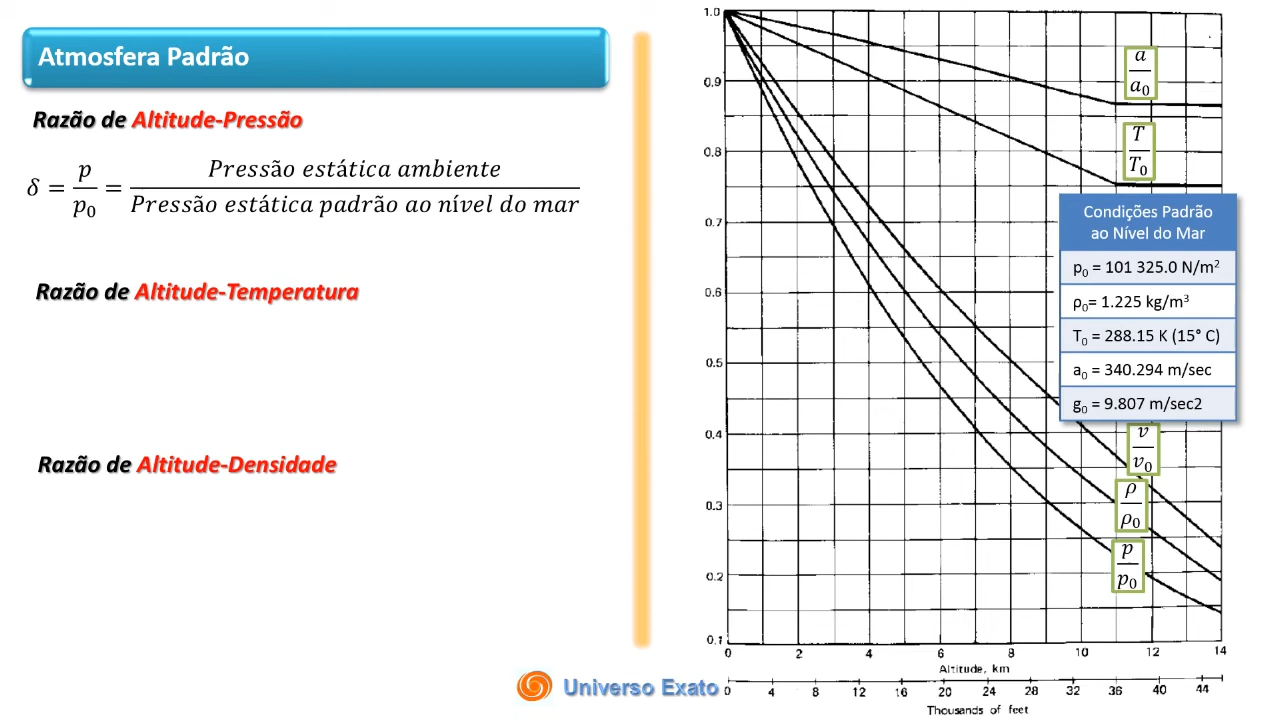 Atmosfera Padrão
Razão de Altitude-Pressão
δ = p/p₀ = Pressão estática ambiente / Pressão estática padrão ao nível do mar
Razão de Altitude-Temperatura
Razão de Altitude-Densidade
1.0
0.9
0.8
0.7
0.6
0.5
0.4
0.3
0.2
0.1
a/a₀
T/T₀
Condições Padrão
ao Nível do Mar
p₀ = 101 325.0 N/m²
ρ₀= 1.225 kg/m³
T₀ = 288.15 K (15° C)
a₀ = 340.294 m/sec
g₀ = 9.807 m/sec2
v/v₀
ρ/ρ₀
p/p₀
0 2 4 6 8 10 12 14
Altitude, km
0 4 8 12 16 20 24 28 32 36 40 44
Thousands of feet
Universo Exato